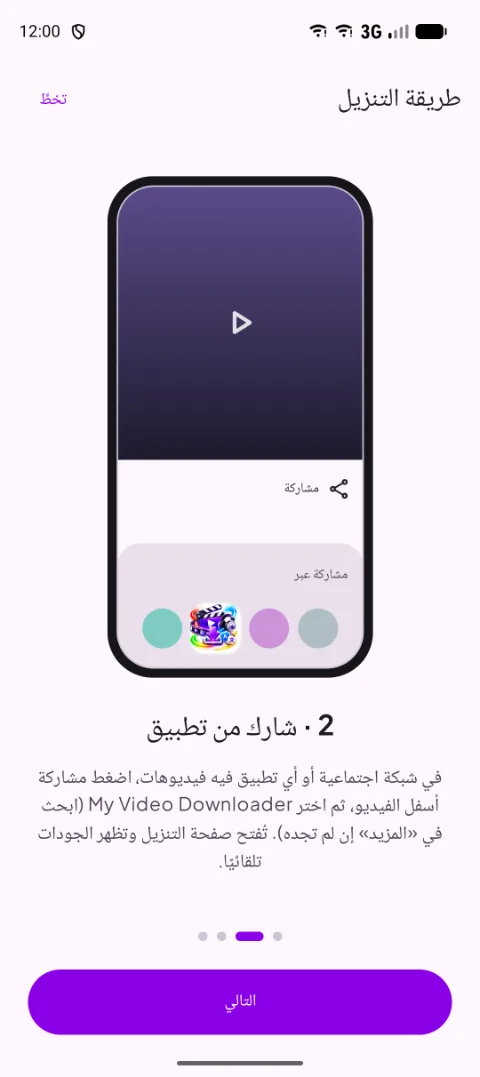 12:00
3G
طريقة التنزيل
تخطَّ
مشاركة
مشاركة عبر
2 · شارك من تطبيق
في شبكة اجتماعية أو أي تطبيق فيه فيديوهات، اضغط مشاركة
أسفل الفيديو، ثم اختر My Video Downloader (ابحث
في «المزيد» إن لم تجده). تُفتح صفحة التنزيل وتظهر الجودات
تلقائيًا.
التالي